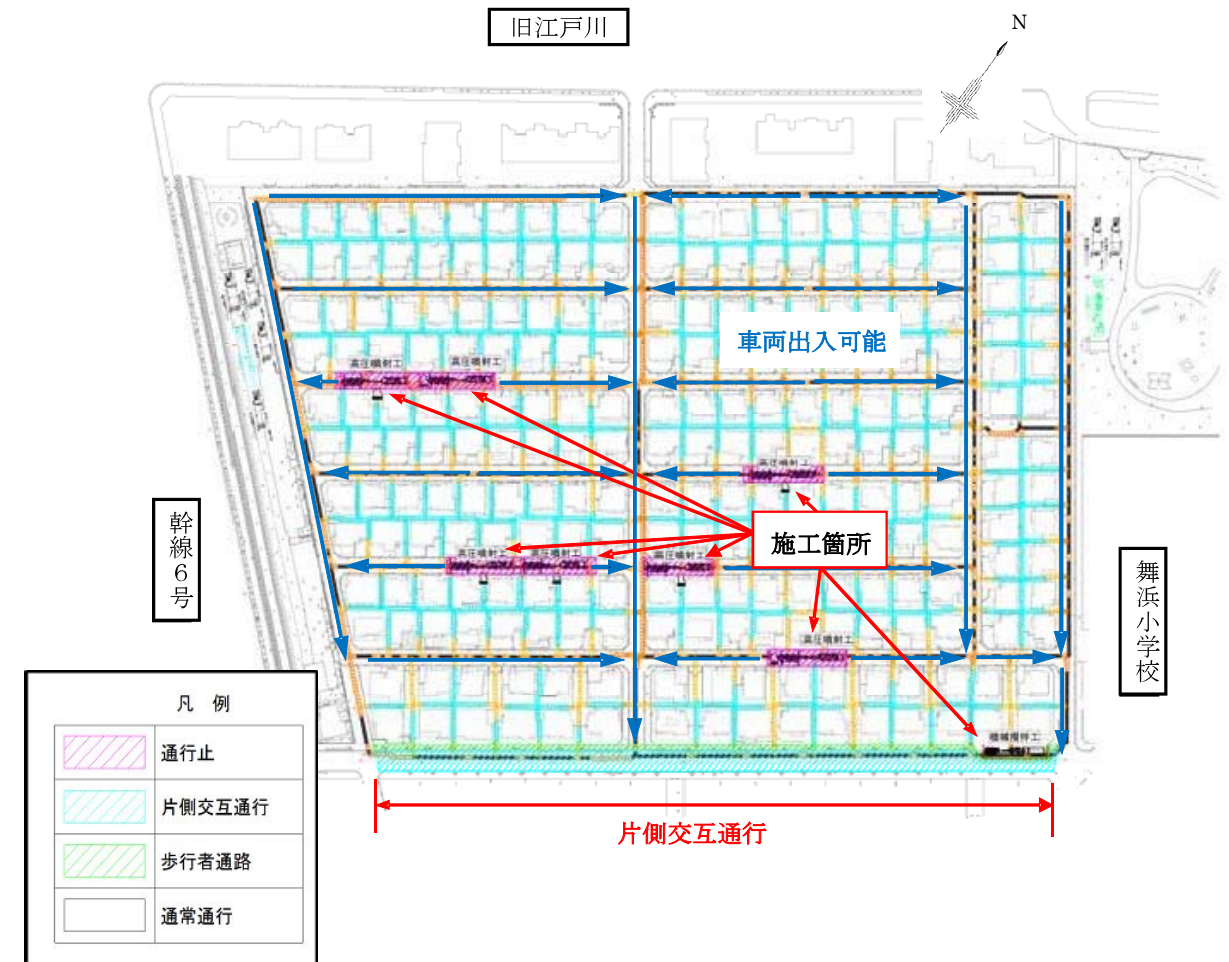 旧江戸川
N
車両出入可能
高圧噴射工
高圧噴射工
高圧噴射工
施工箇所
幹線6号
高圧噴射工
高圧噴射工
高圧噴射工
舞浜小学校
高圧噴射工
機械攪拌工
片側交互通行
凡 例
通行止
片側交互通行
歩行者通路
通常通行